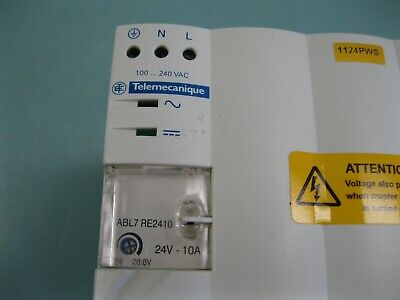 N L
100 ... 240 VAC
Telemecanique
1124PWS
ABL7 RE2410
24V - 10A
28.8V
ATTENTIO
Voltage also p
when master
is turned